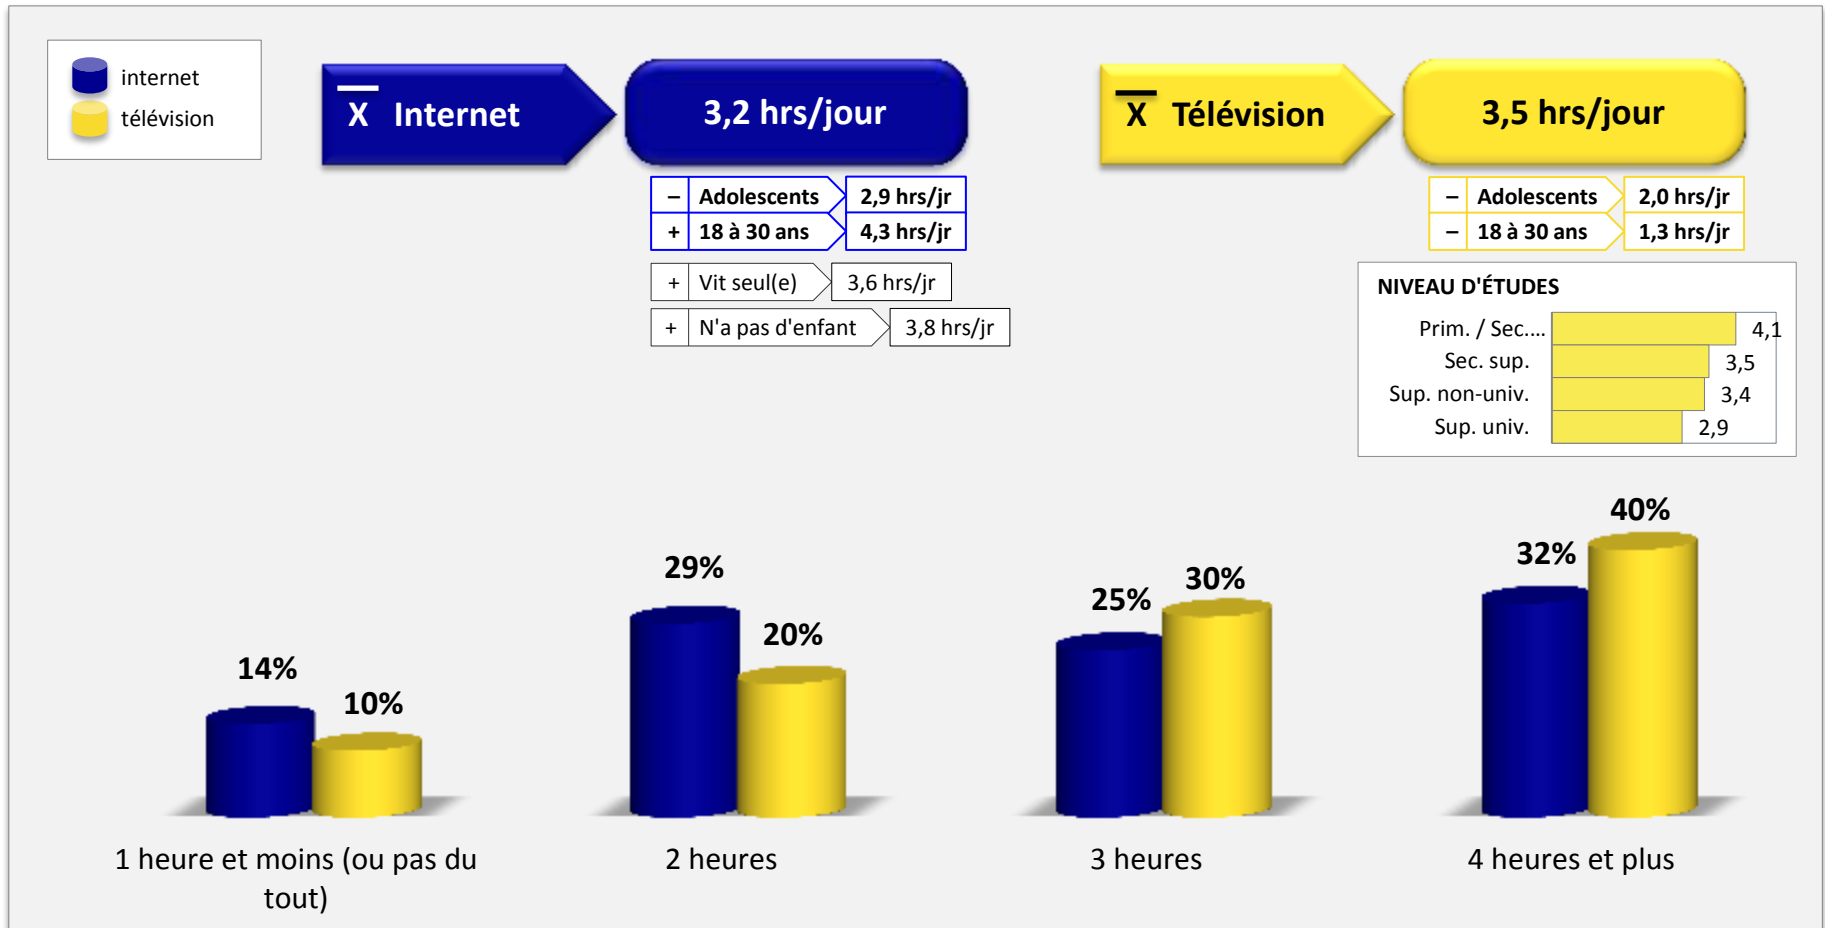 internet
télévision
X Internet
3,2 hrs/jour
X Télévision
3,5 hrs/jour
– Adolescents 2,9 hrs/jr
+ 18 à 30 ans 4,3 hrs/jr
+ Vit seul(e) 3,6 hrs/jr
+ N'a pas d'enfant 3,8 hrs/jr
– Adolescents 2,0 hrs/jr
– 18 à 30 ans 1,3 hrs/jr
NIVEAU D'ÉTUDES
Prim. / Sec.... 4,1
Sec. sup. 3,5
Sup. non-univ. 3,4
Sup. univ. 2,9
14%
10%
29%
20%
25%
30%
32%
40%
1 heure et moins (ou pas du
tout)
2 heures
3 heures
4 heures et plus